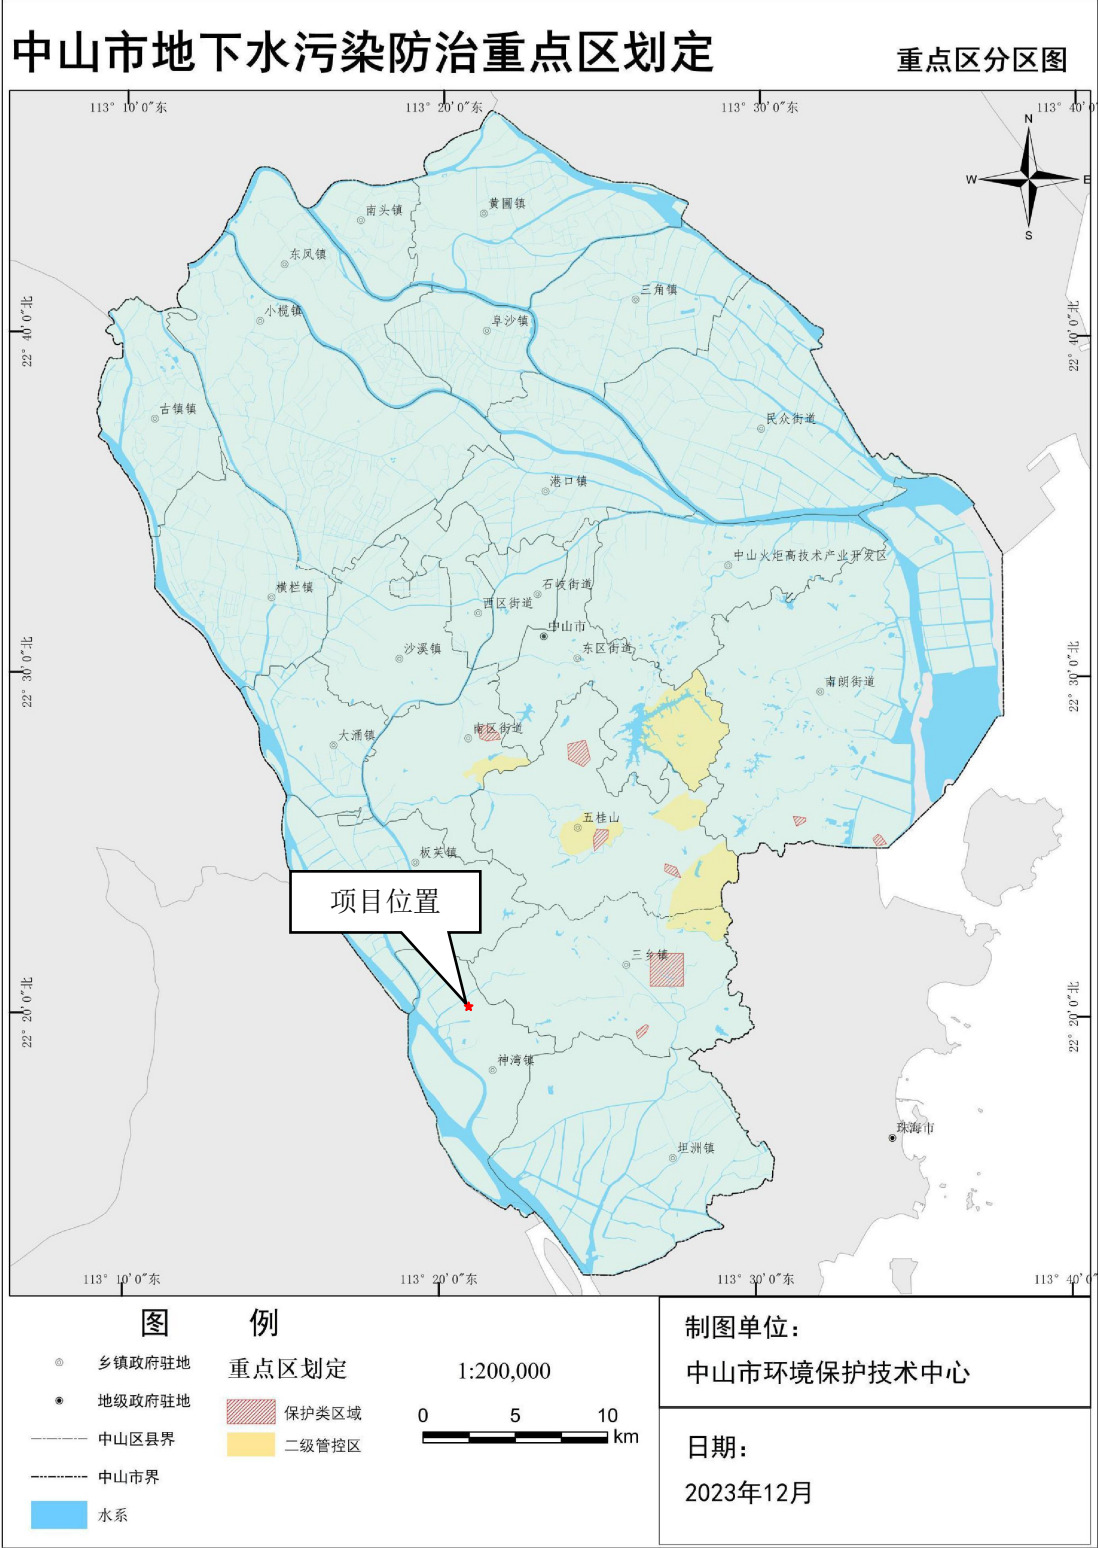 中山市地下水污染防治重点区划定
重点区分区图
113° 10′0″东
113° 20′0″东
113° 30′0″东
113° 40′0
N
W
E
S
22° 40′0″北
22° 40′0″北
22° 30′0″北
22° 30′0″北
22° 20′0″北
22° 20′0″北
南头镇
黄圃镇
东凤镇
三角镇
小榄镇
阜沙镇
古镇镇
民众街道
港口镇
中山火炬高技术产业开发区
横栏镇
石岐街道
西区街道
中山市
沙溪镇
东区街道
南朗街道
南区街道
大涌镇
五桂山
板芙镇
项目位置
三乡镇
神湾镇
珠海市
坦洲镇
113° 10′0″东
113° 20′0″东
113° 30′0″东
113° 40′0
图 例
乡镇政府驻地
地级政府驻地
中山区县界
中山市界
水系
重点区划定
保护类区域
二级管控区
1:200,000
0 5 10
km
制图单位：
中山市环境保护技术中心
日期：
2023年12月